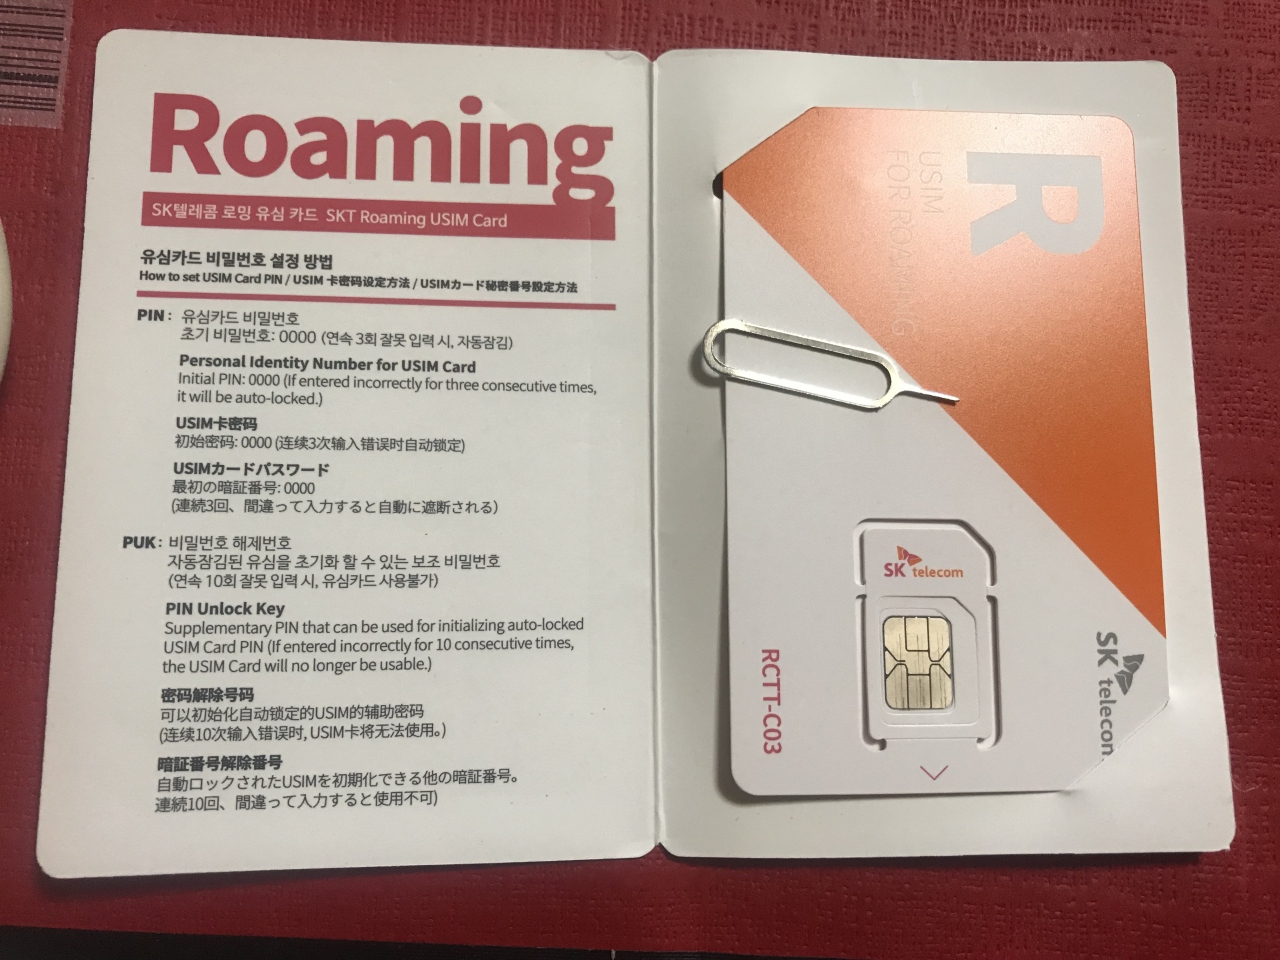 Roaming
SK텔레콤 로밍 유심 카드 SKT Roaming USIM Card
유심카드 비밀번호 설정 방법
How to set USIM Card PIN / USIM 卡密码设定方法 / USIMカード秘密番号設定方法
PIN : 유심카드 비밀번호
초기 비밀번호: 0000 (연속 3회 잘못 입력 시, 자동잠김)
Personal Identity Number for USIM Card
Initial PIN: 0000 (If entered incorrectly for three consecutive times,
it will be auto-locked.)
USIM卡密码
初始密码: 0000 (连续3次输入错误时自动锁定)
USIMカードパスワード
最初の暗証番号: 0000
(連続3回、間違って入力すると自動に遮断される)
PUK : 비밀번호 해제번호
자동잠김된 유심을 초기화 할 수 있는 보조 비밀번호
(연속 10회 잘못 입력 시, 유심카드 사용불가)
PIN Unlock Key
Supplementary PIN that can be used for initializing auto-locked
USIM Card PIN (If entered incorrectly for 10 consecutive times,
the USIM Card will no longer be usable.)
密码解除号码
可以初始化自动锁定的USIM的辅助密码
(连续10次输入错误时, USIM卡将无法使用。)
暗証番号解除番号
自動ロックされたUSIMを初期化できる他の暗証番号。
連続10回、間違って入力すると使用不可)
R
USIM
FOR ROAMING
SK telecom
RCTT-C03
SK telecom